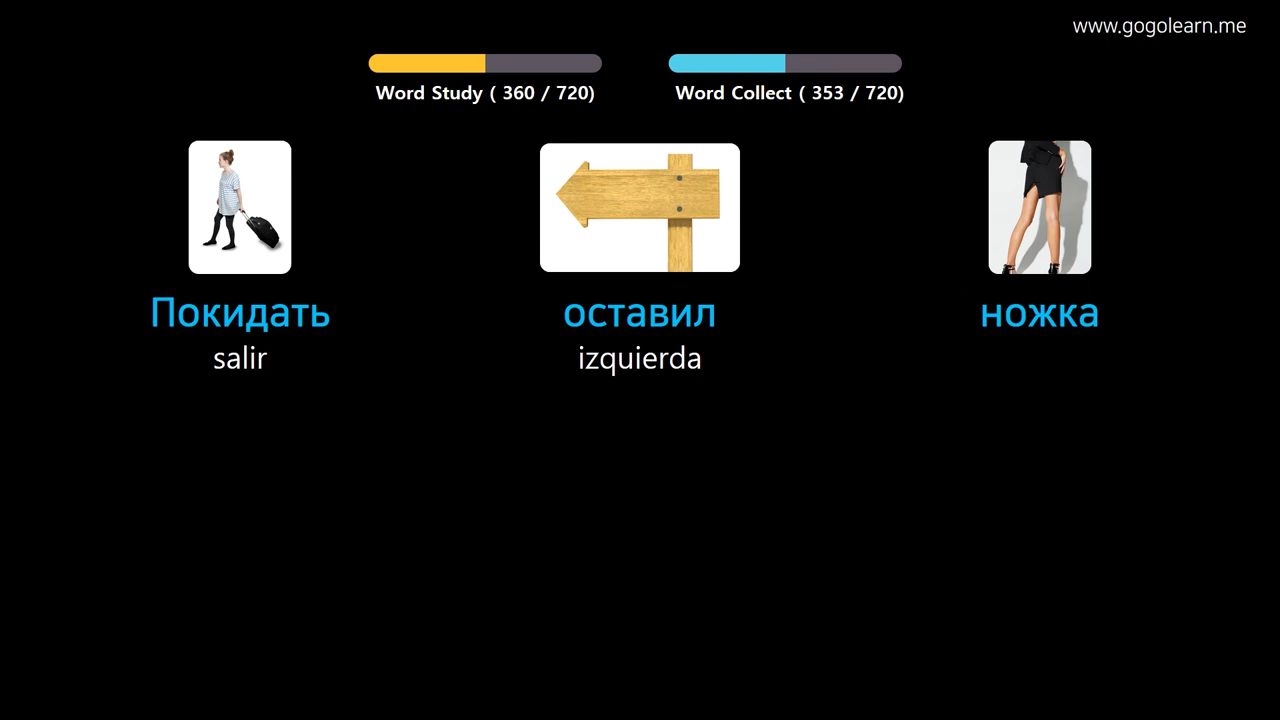 www.gogolearn.me
Word Study ( 360 / 720)
Word Collect ( 353 / 720)
Покидать
salir
оставил
izquierda
ножка